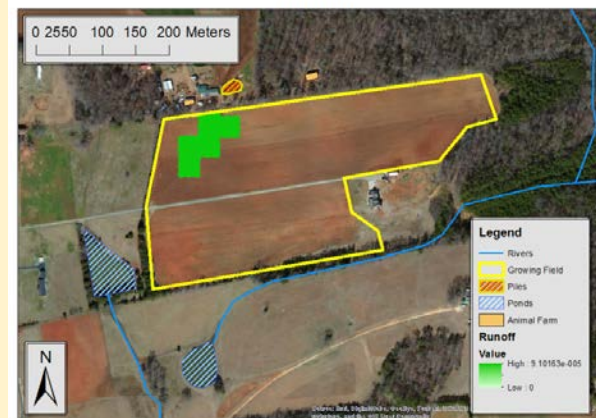 0 2550 100 150 200 Meters
N
Legend
Rivers
Growing Field
Piles
Ponds
Animal Farm
Runoff
Value
High : 9.10163e-005
Low : 0